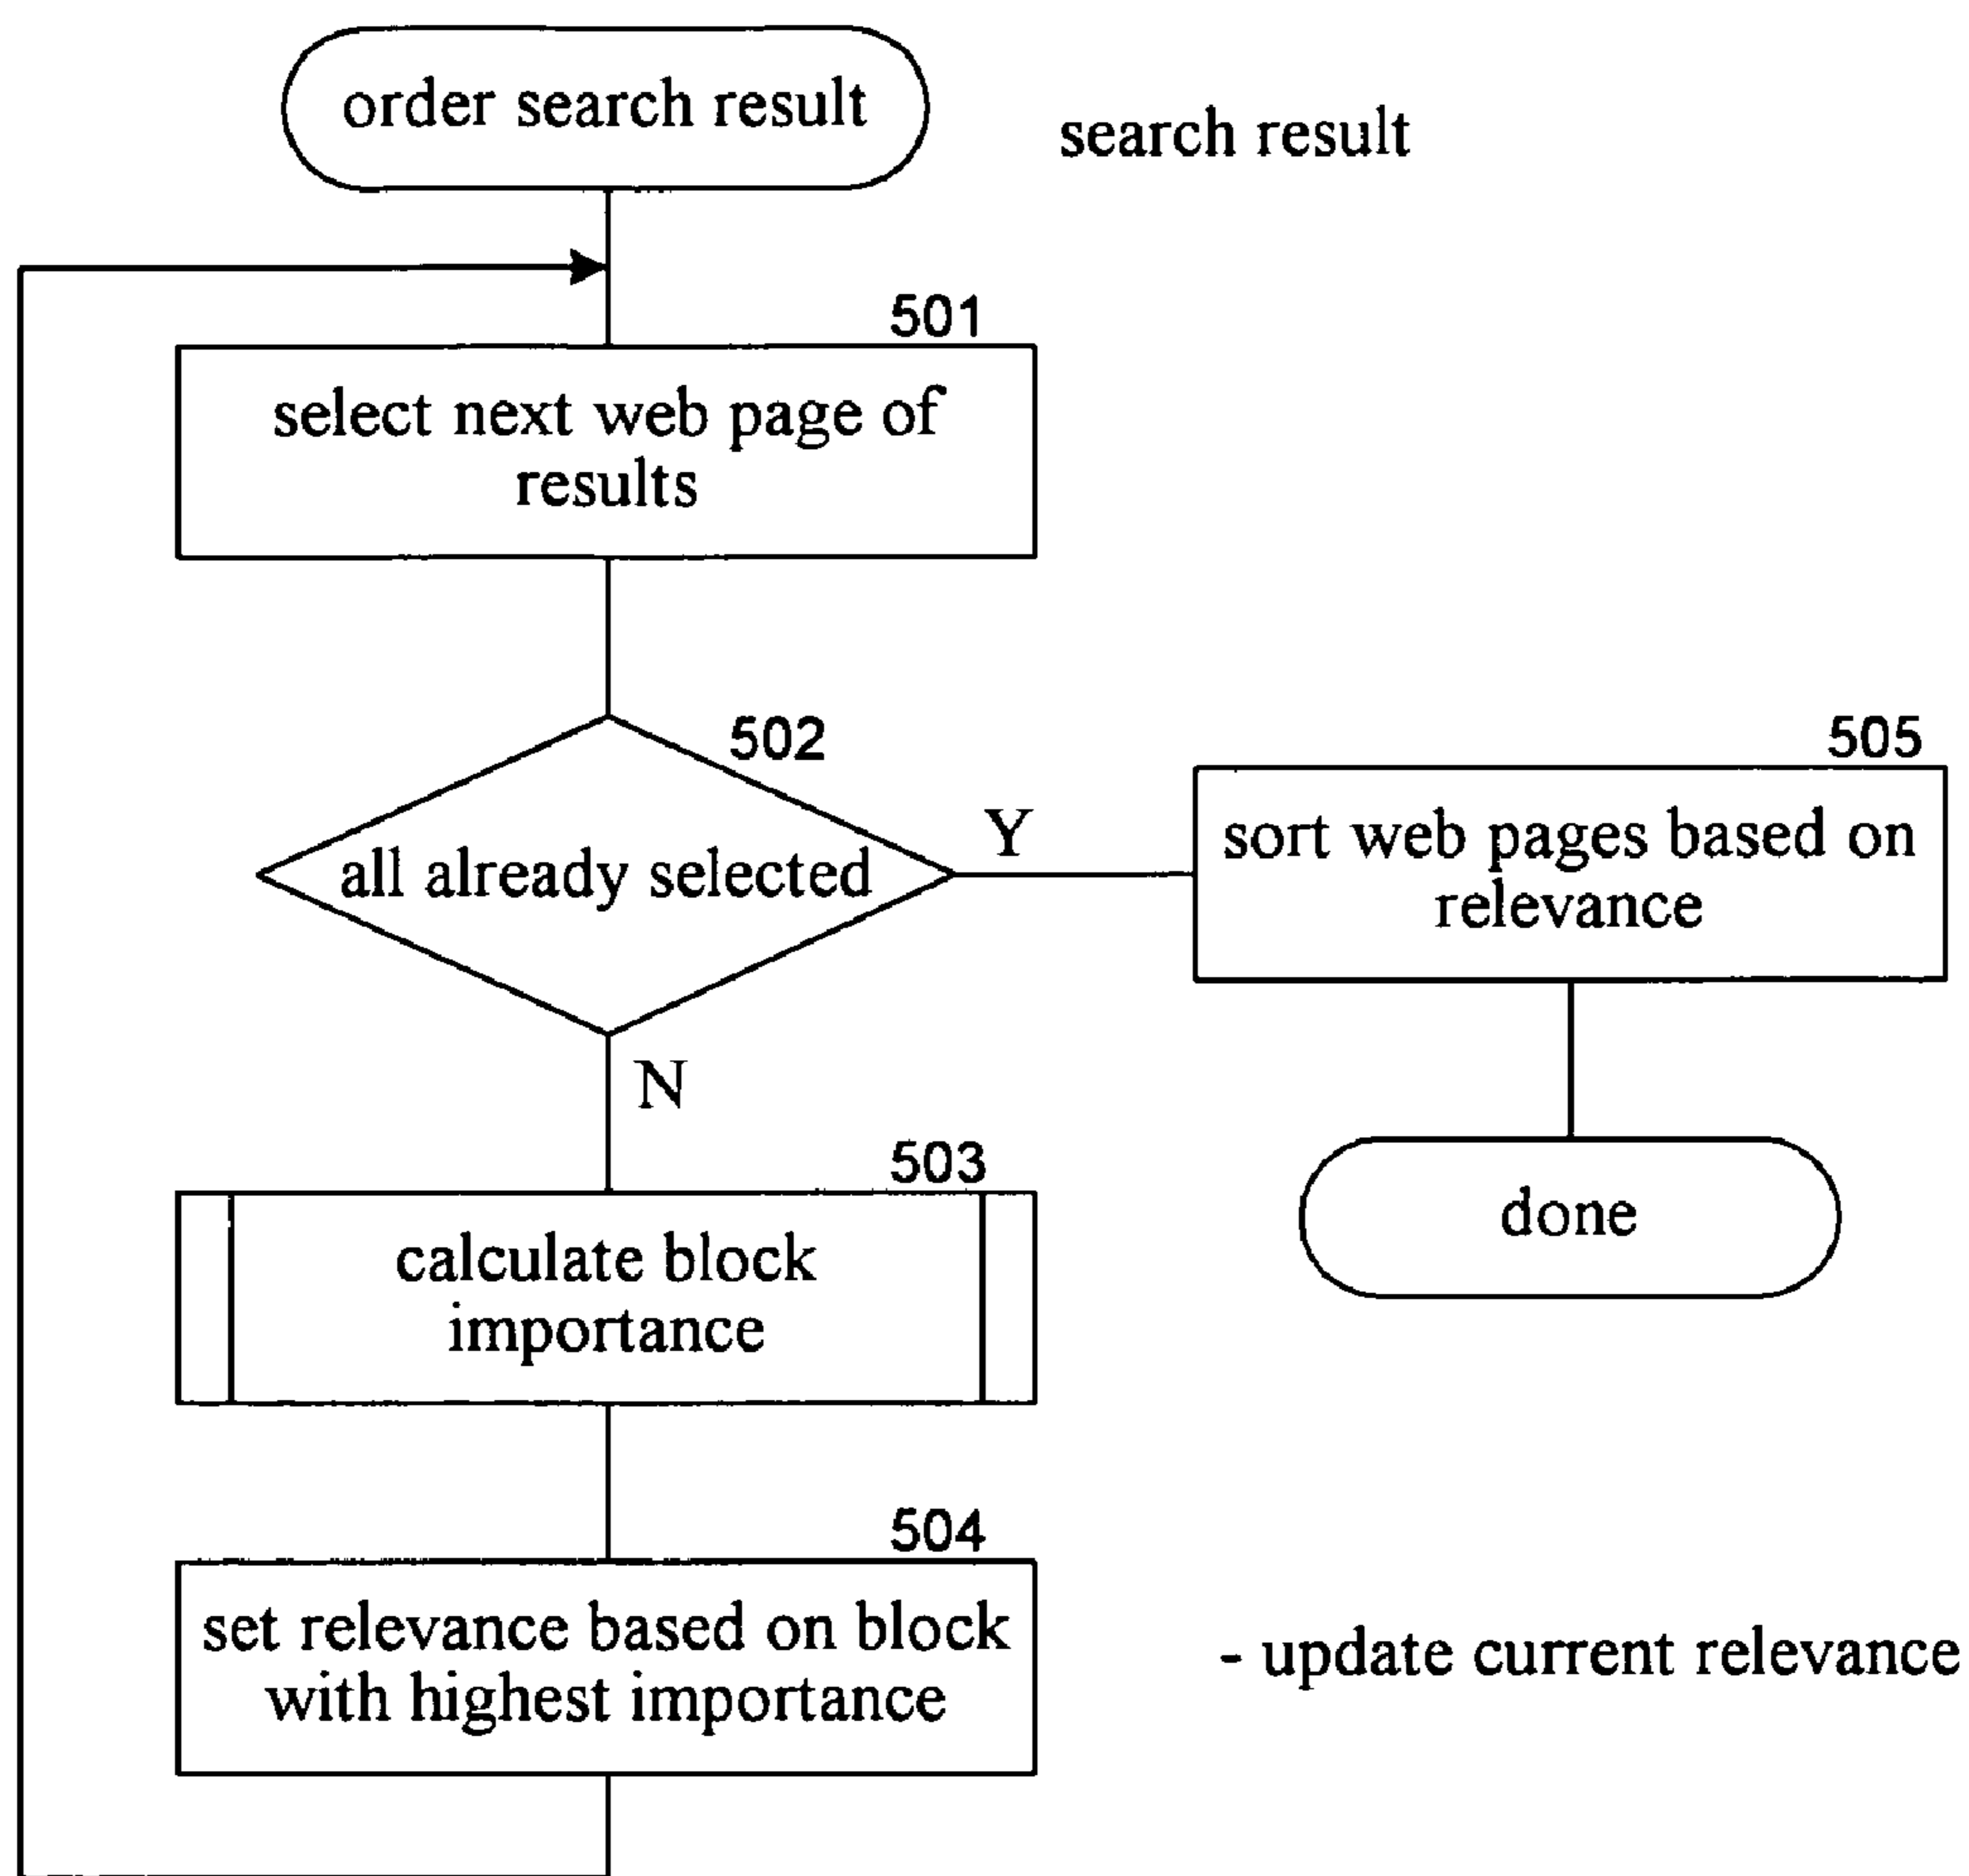 order search result
search result
501
select next web page of
results
502
all already selected
Y
N
505
sort web pages based on
relevance
done
503
calculate block
importance
504
set relevance based on block
with highest importance
- update current relevance